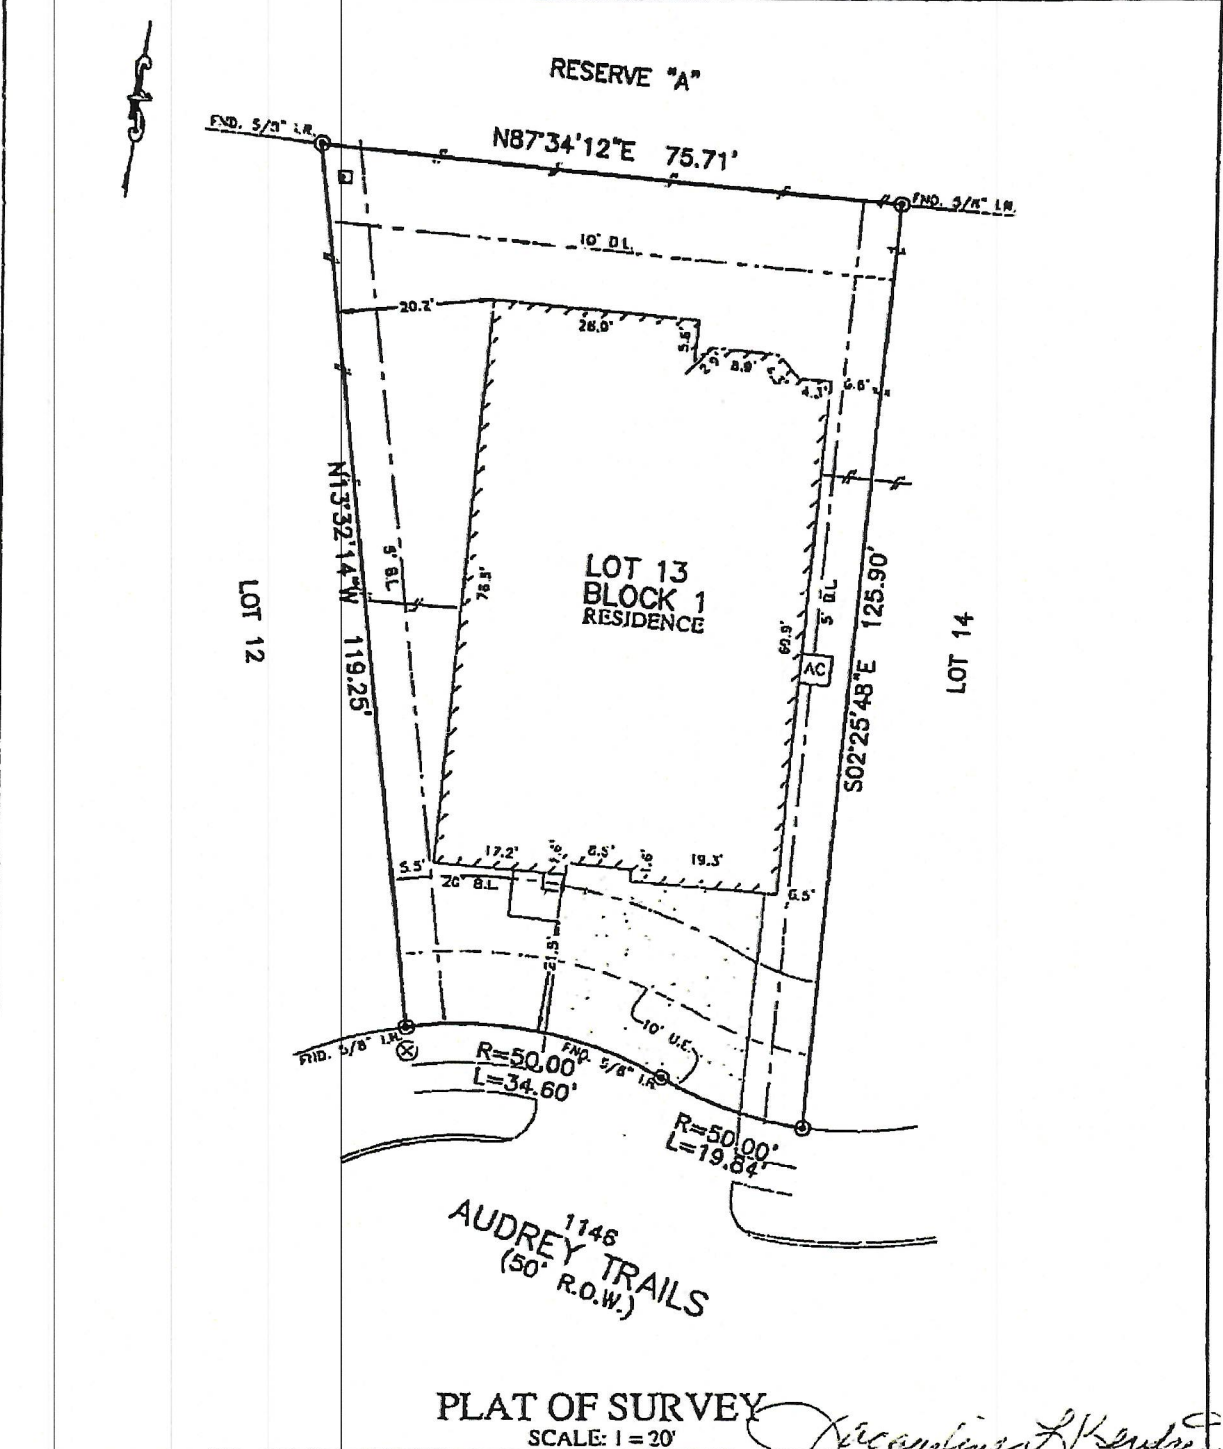 RESERVE "A"
FND. 5/8" I.R.
N87°34'12"E 75.71'
FND. 5/8" I.R.
10' D.L.
20.2'
26.0'
5.6'
8.9'
4.3'
6.6'
N13°32'14"W 119.25'
5' B.L.
LOT 12
LOT 13
BLOCK 1
RESIDENCE
69.9'
5' D.L.
AC
S02°25'48"E 125.90'
LOT 14
5.5'
17.2'
8.5'
19.3'
6.5'
20' B.L.
21.5'
10' U.E.
FND. 5/8" I.R.
R=50.00'
L=34.60'
FND. 5/8" I.R.
R=50.00'
L=19.84'
1146
AUDREY TRAILS
(50' R.O.W.)
PLAT OF SURVEY
SCALE: 1 = 20'